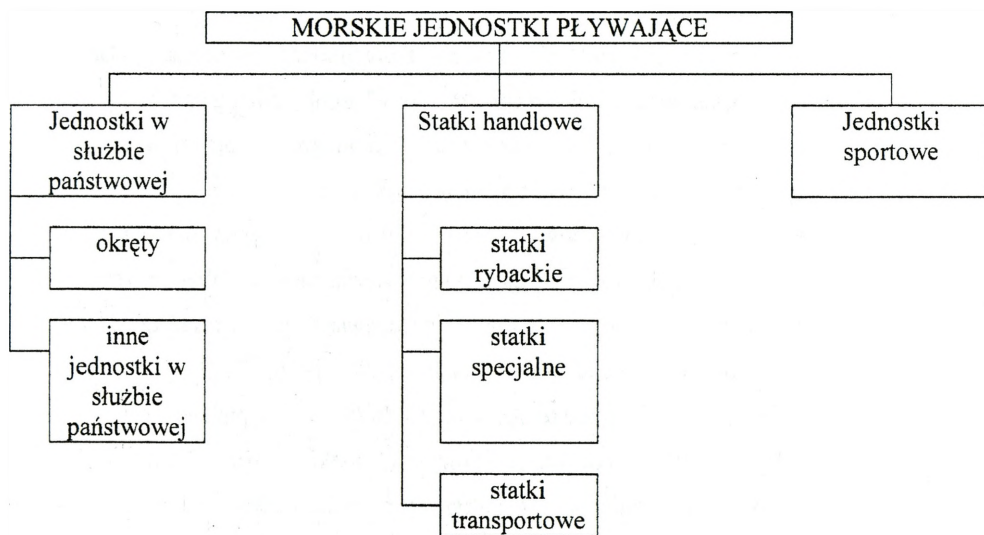 MORSKIE JEDNOSTKI PŁYWAJĄCE
Jednostki w
służbie
państwowej
okręty
inne
jednostki w
służbie
państwowej
Statki handlowe
statki
rybackie
statki
specjalne
statki
transportowe
Jednostki
sportowe